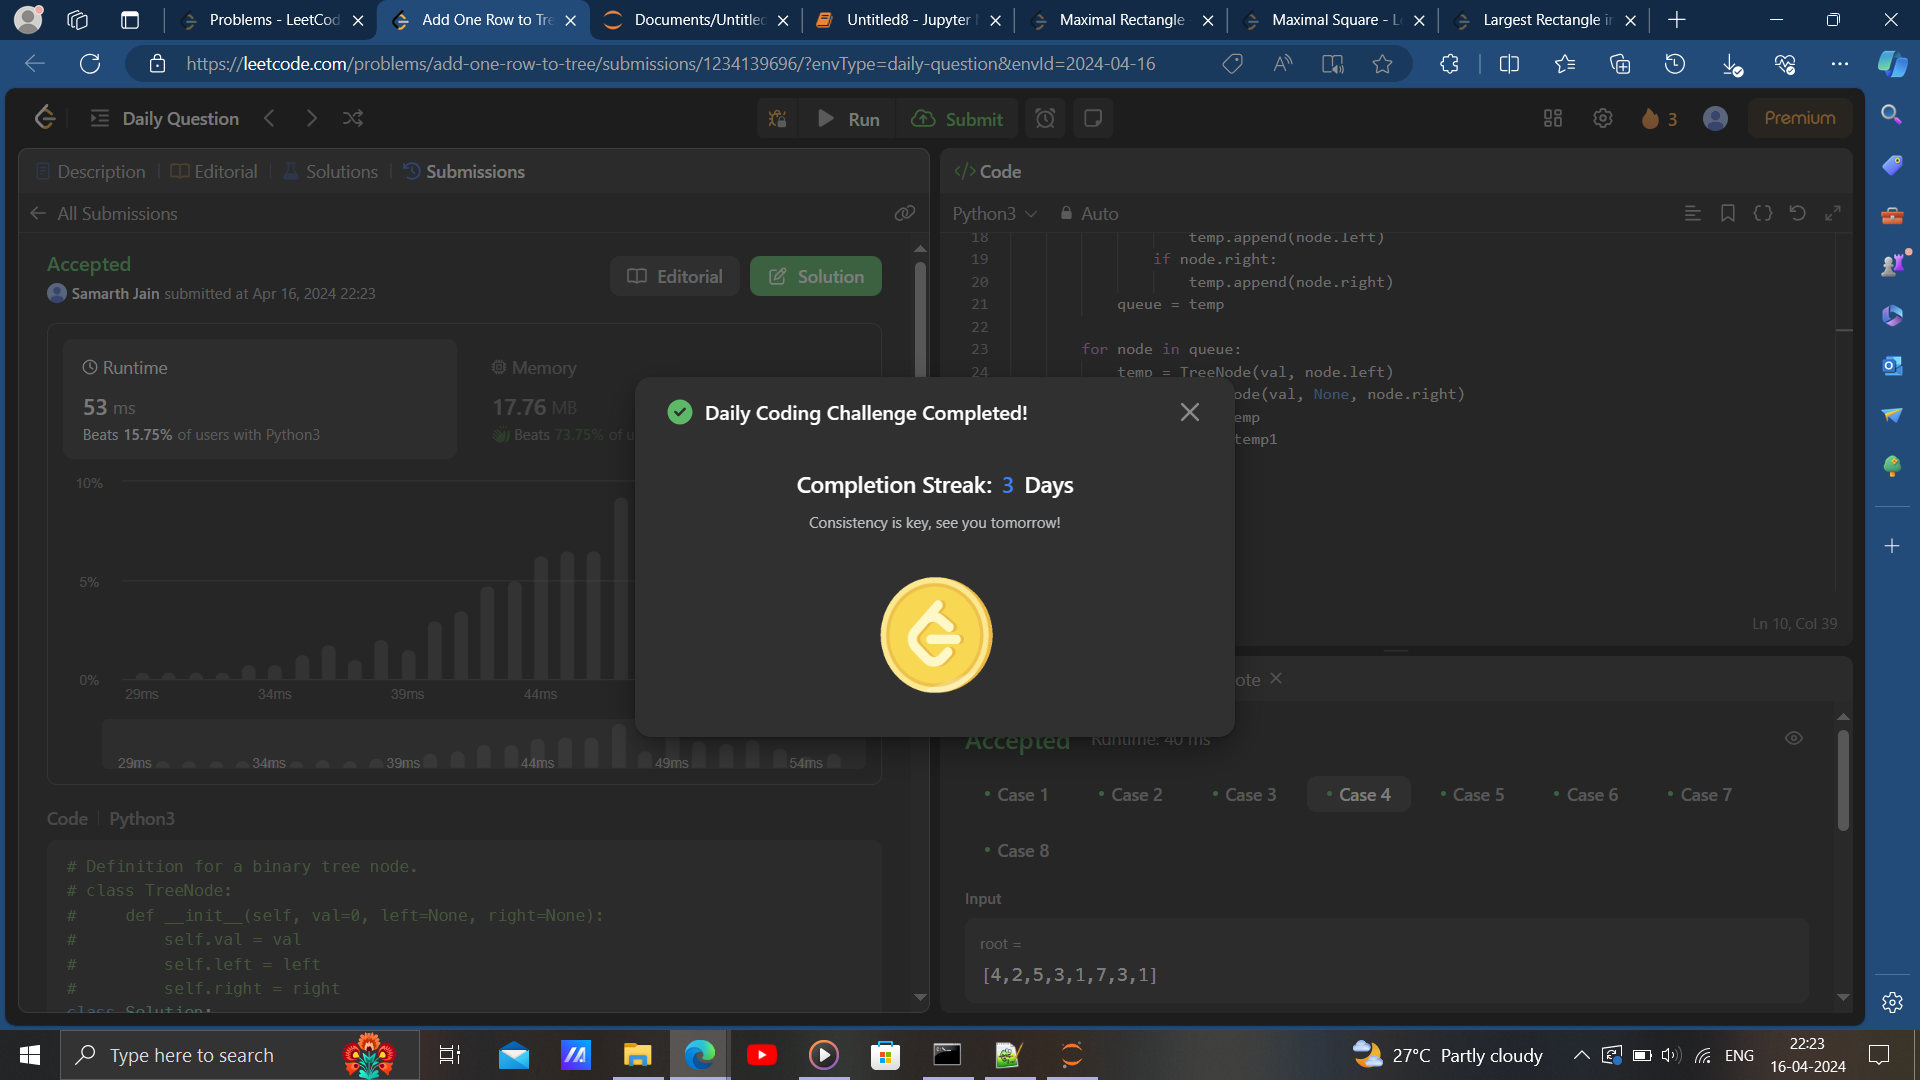 Problems - LeetCod
Add One Row to Tre
Documents/Untitled
Untitled8 - Jupyter
Maximal Rectangle
Maximal Square - L
Largest Rectangle i
https://leetcode.com/problems/add-one-row-to-tree/submissions/1234139696/?envType=daily-question&envId=2024-04-16
Daily Question
Run
Submit
3
Premium
Description
Editorial
Solutions
Submissions
All Submissions
Accepted
Samarth Jain submitted at Apr 16, 2024 22:23
Editorial
Solution
Runtime
53 ms
Beats 15.75% of users with Python3
Memory
17.76 MB
Beats 73.75% of u
10%
5%
0%
29ms 34ms 39ms 44ms
29ms 34ms 39ms 44ms 49ms 54ms
Code Python3
# Definition for a binary tree node.
# class TreeNode:
#     def __init__(self, val=0, left=None, right=None):
#         self.val = val
#         self.left = left
#         self.right = right
class Solution:
</> Code
Python3 Auto
18 temp.append(node.left)
19 if node.right:
20 temp.append(node.right)
21 queue = temp
22
23 for node in queue:
24 temp = TreeNode(val, node.left)
ode(val, None, node.right)
emp
temp1
Ln 10, Col 39
Daily Coding Challenge Completed!
Completion Streak: 3 Days
Consistency is key, see you tomorrow!
ote
Accepted Runtime: 40 ms
Case 1 Case 2 Case 3 Case 4 Case 5 Case 6 Case 7
Case 8
Input
root =
[4,2,5,3,1,7,3,1]
Type here to search
27°C Partly cloudy
ENG
22:23
16-04-2024